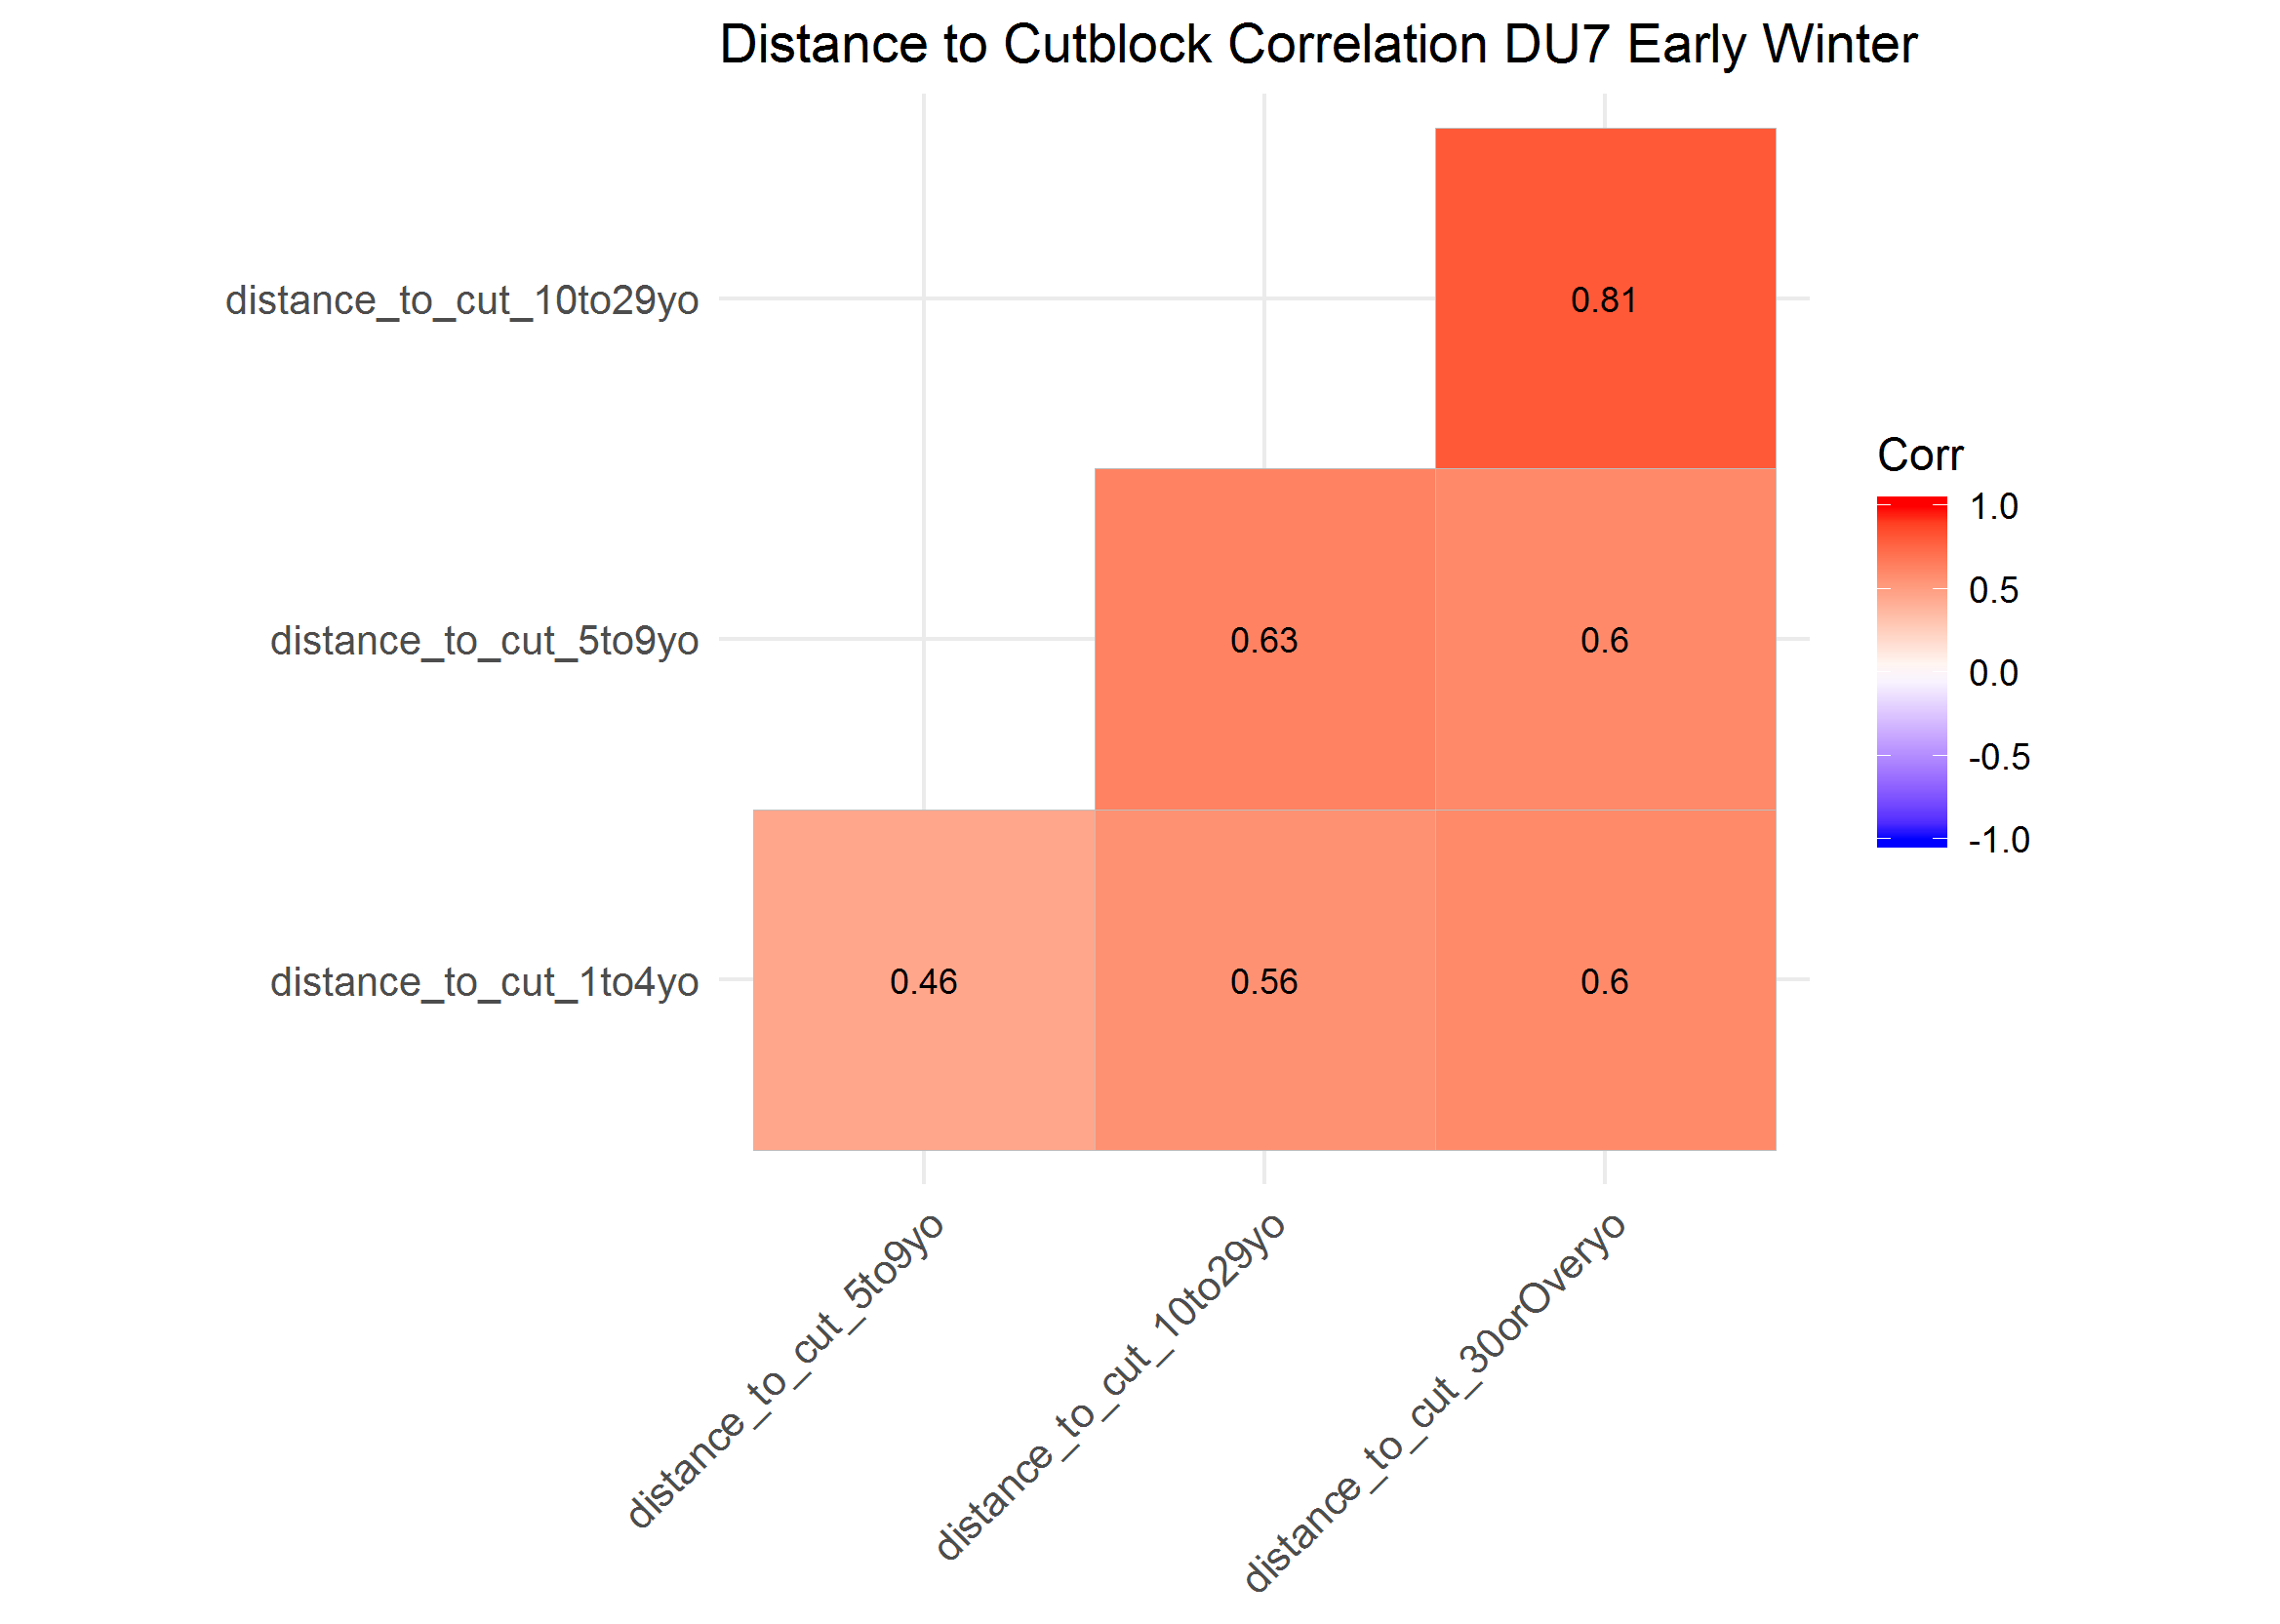 Distance to Cutblock Correlation DU7 Early Winter
distance_to_cut_10to29yo
0.81
distance_to_cut_5to9yo
0.63
0.6
distance_to_cut_1to4yo
0.46
0.56
0.6
distance_to_cut_5to9yo
distance_to_cut_10to29yo
distance_to_cut_30orOveryo
Corr
1.0
0.5
0.0
-0.5
-1.0